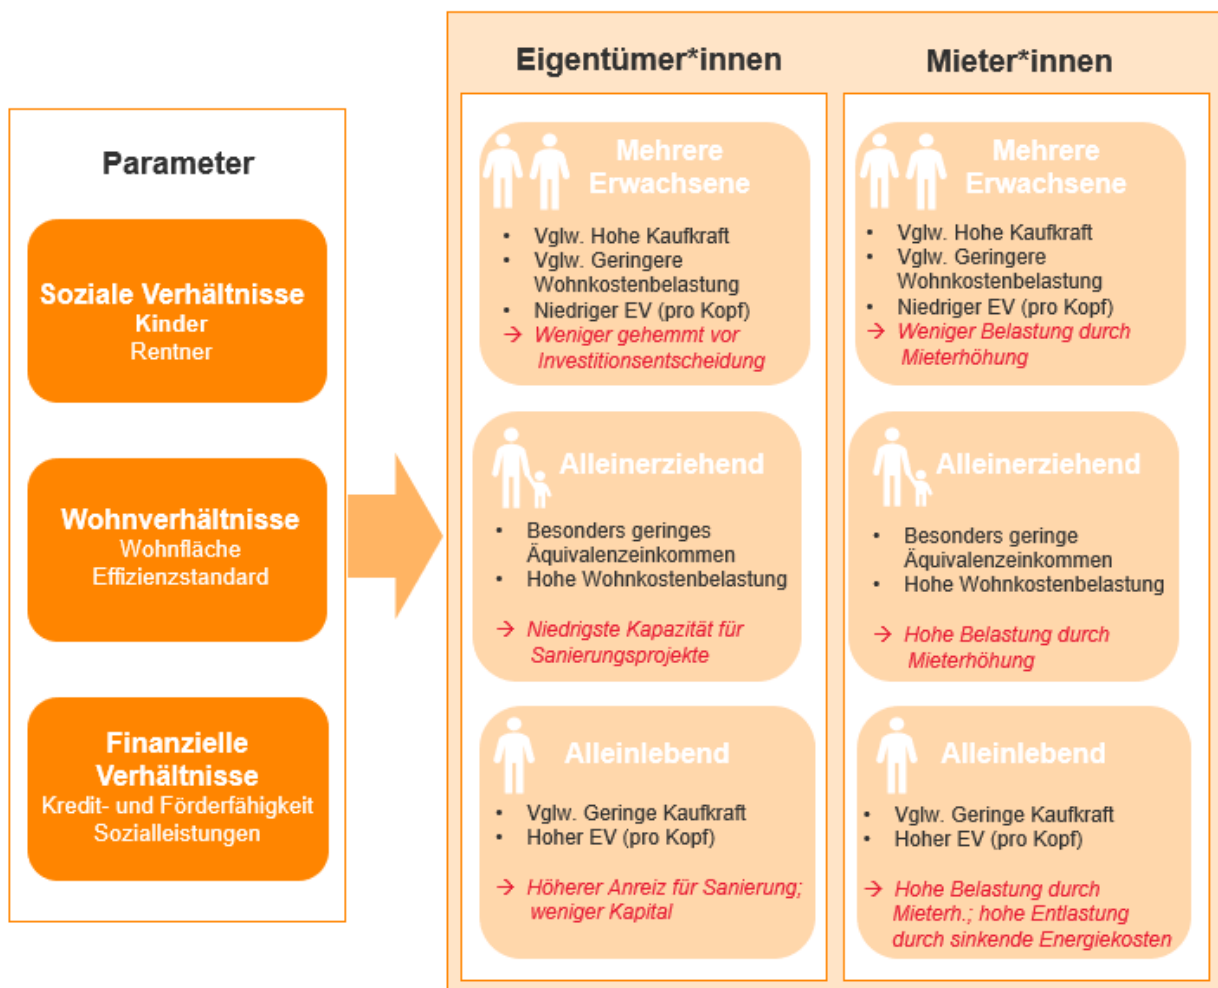 Parameter
Soziale Verhältnisse
Kinder
Rentner
Wohnverhältnisse
Wohnfläche
Effizienzstandard
Finanzielle
Verhältnisse
Kredit- und Förderfähigkeit
Sozialleistungen
Eigentümer*innen
Mehrere
Erwachsene
• Vglw. Hohe Kaufkraft
• Vglw. Geringere
Wohnkostenbelastung
• Niedriger EV (pro Kopf)
→ Weniger gehemmt vor
Investitionsentscheidung
Alleinerziehend
• Besonders geringes
Äquivalenzeinkommen
• Hohe Wohnkostenbelastung
→ Niedrigste Kapazität für
Sanierungsprojekte
Alleinlebend
• Vglw. Geringe Kaufkraft
• Hoher EV (pro Kopf)
→ Höherer Anreiz für Sanierung;
weniger Kapital
Mieter*innen
Mehrere
Erwachsene
• Vglw. Hohe Kaufkraft
• Vglw. Geringere
Wohnkostenbelastung
• Niedriger EV (pro Kopf)
→ Weniger Belastung durch
Mieterhöhung
Alleinerziehend
• Besonders geringe
Äquivalenzeinkommen
• Hohe Wohnkostenbelastung
→ Hohe Belastung durch
Mieterhöhung
Alleinlebend
• Vglw. Geringe Kaufkraft
• Hoher EV (pro Kopf)
→ Hohe Belastung durch
Mieterh.; hohe Entlastung
durch sinkende Energiekosten